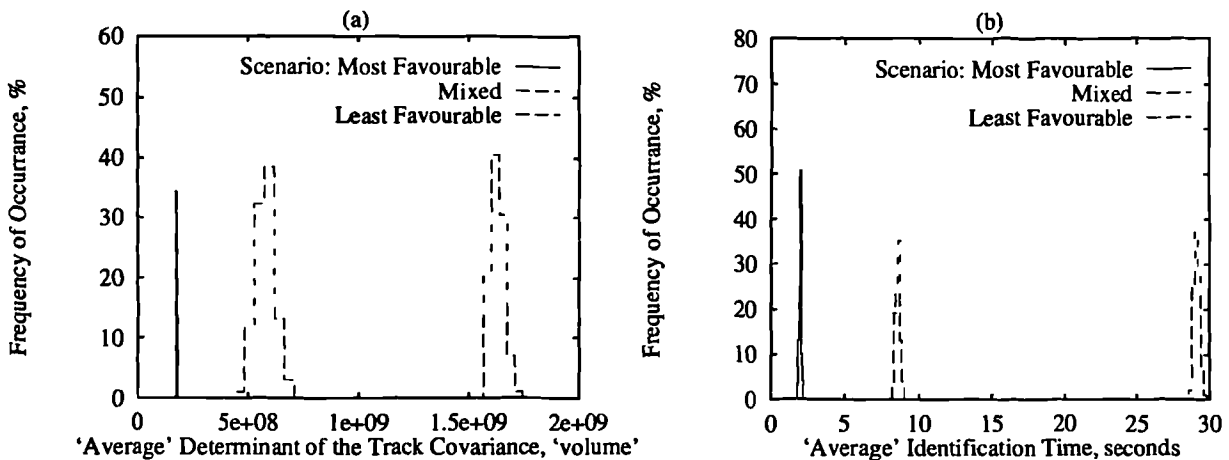 (a)
60
50
40
30
20
10
0
Frequency of Occurrance, %
Scenario: Most Favourable
Mixed
Least Favourable
0 5e+08 1e+09 1.5e+09 2e+09
'Average' Determinant of the Track Covariance, 'volume'
(b)
80
70
60
50
40
30
20
10
0
Frequency of Occurrance, %
Scenario: Most Favourable
Mixed
Least Favourable
0 5 10 15 20 25 30
'Average' Identification Time, seconds